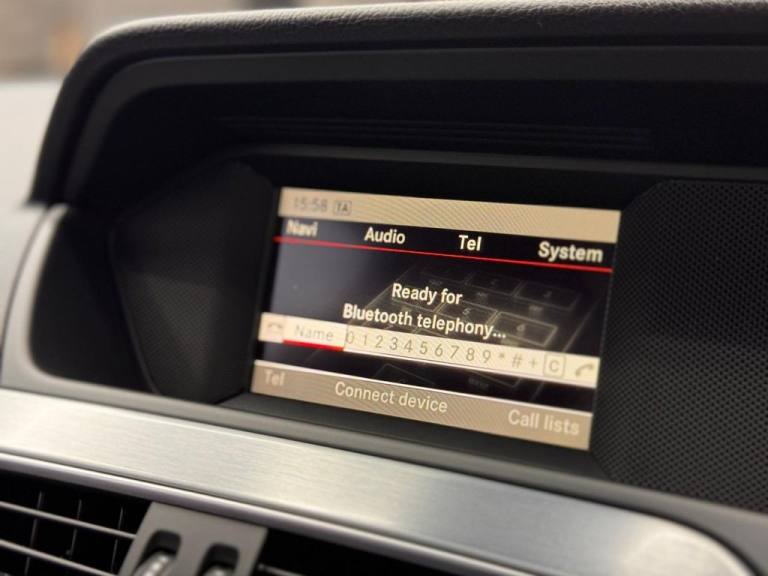 15:58 TA
Navi Audio Tel System
Ready for
Bluetooth telephony...
Name 0 1 2 3 4 5 6 7 8 9 * # + C
Tel Connect device Call lists